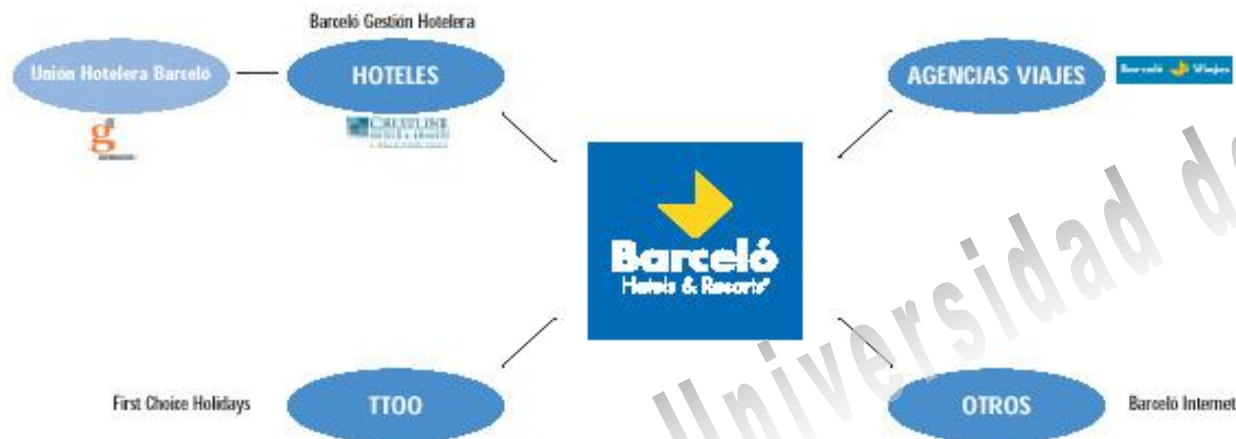 Barceló Gestión Hotelera
Unión Hotelera Barceló
HOTELES
AGENCIAS VIAJES
Barceló Viajes
g
CRESTLINE
Barceló
Hotels & Resorts
First Choice Holidays
TTOO
OTROS
Barceló Internet
Universidad de